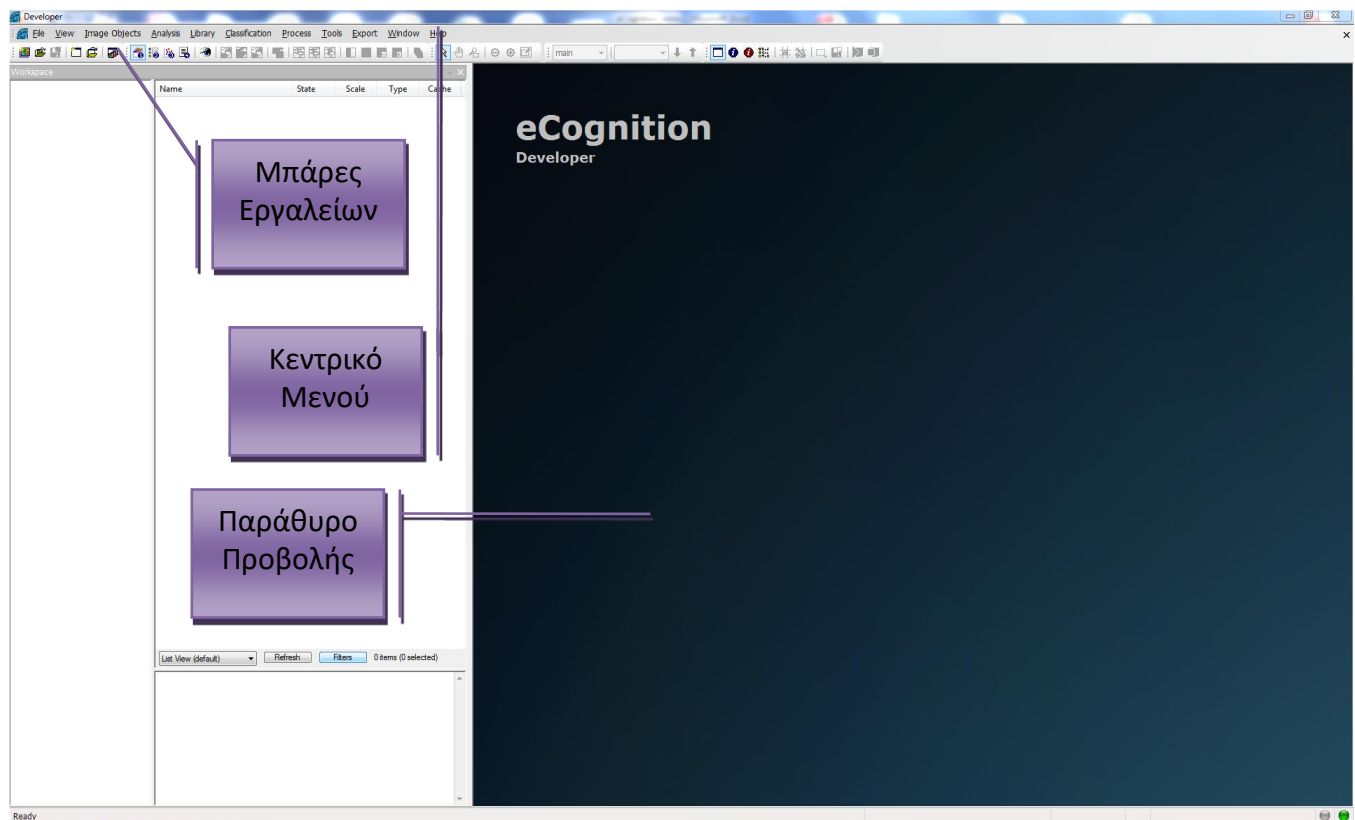 Developer
File View Image Objects Analysis Library Classification Process Tools Export Window Help
main
Workspace
Name State Scale Type Cache
eCognition
Developer
Μπάρες
Εργαλείων
Κεντρικό
Μενού
Παράθυρο
Προβολής
List View (default) Refresh Filters 0 items (0 selected)
Ready